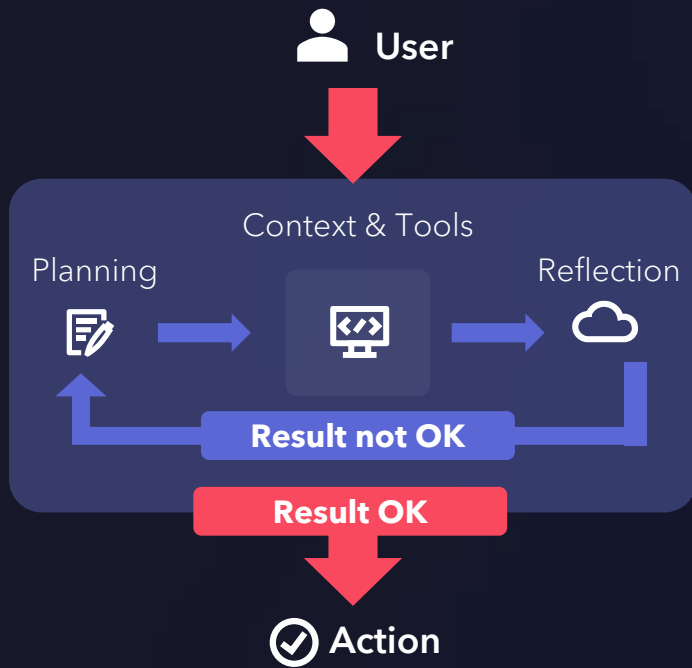 User
Context & Tools
Planning
Reflection
</>
Result not OK
Result OK
Action